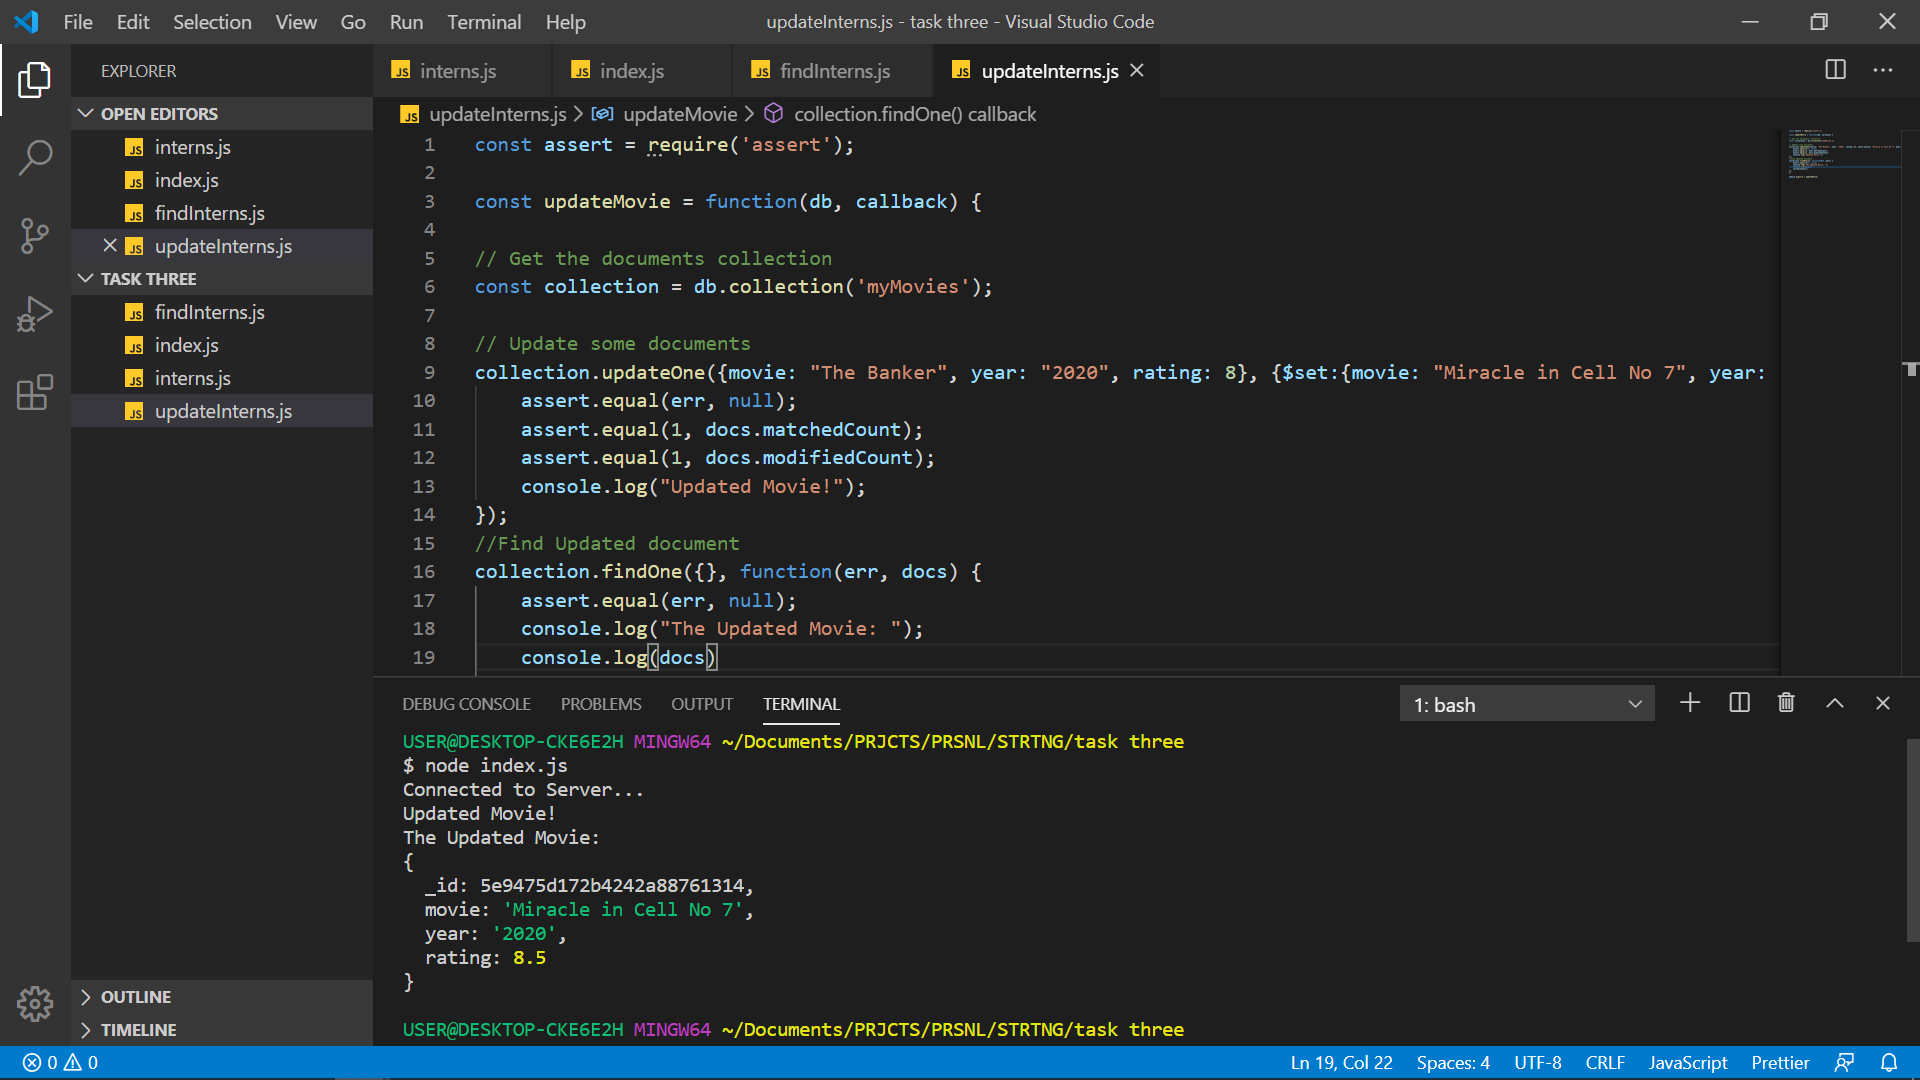 File Edit Selection View Go Run Terminal Help
updateInterns.js - task three - Visual Studio Code
EXPLORER
OPEN EDITORS
JS interns.js
JS index.js
JS findInterns.js
JS updateInterns.js
TASK THREE
JS findInterns.js
JS index.js
JS interns.js
JS updateInterns.js
OUTLINE
TIMELINE
JS interns.js JS index.js JS findInterns.js JS updateInterns.js
JS updateInterns.js > updateMovie > collection.findOne() callback
1 const assert = require('assert');
2
3 const updateMovie = function(db, callback) {
4
5 // Get the documents collection
6 const collection = db.collection('myMovies');
7
8 // Update some documents
9 collection.updateOne({movie: "The Banker", year: "2020", rating: 8}, {$set:{movie: "Miracle in Cell No 7", year:
10 assert.equal(err, null);
11 assert.equal(1, docs.matchedCount);
12 assert.equal(1, docs.modifiedCount);
13 console.log("Updated Movie!");
14 });
15 //Find Updated document
16 collection.findOne({}, function(err, docs) {
17 assert.equal(err, null);
18 console.log("The Updated Movie: ");
19 console.log(docs)
DEBUG CONSOLE PROBLEMS OUTPUT TERMINAL
1: bash
USER@DESKTOP-CKE6E2H MINGW64 ~/Documents/PRJCTS/PRSNL/STRTNG/task three
$ node index.js
Connected to Server...
Updated Movie!
The Updated Movie:
{
_id: 5e9475d172b4242a88761314,
movie: 'Miracle in Cell No 7',
year: '2020',
rating: 8.5
}
USER@DESKTOP-CKE6E2H MINGW64 ~/Documents/PRJCTS/PRSNL/STRTNG/task three
0 0
Ln 19, Col 22 Spaces: 4 UTF-8 CRLF JavaScript Prettier